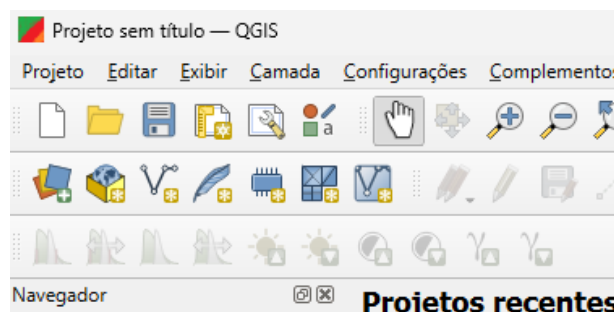 Projeto sem título — QGIS
Projeto Editar Exibir Camada Configurações Complementos
a
Navegador
Projetos recentes